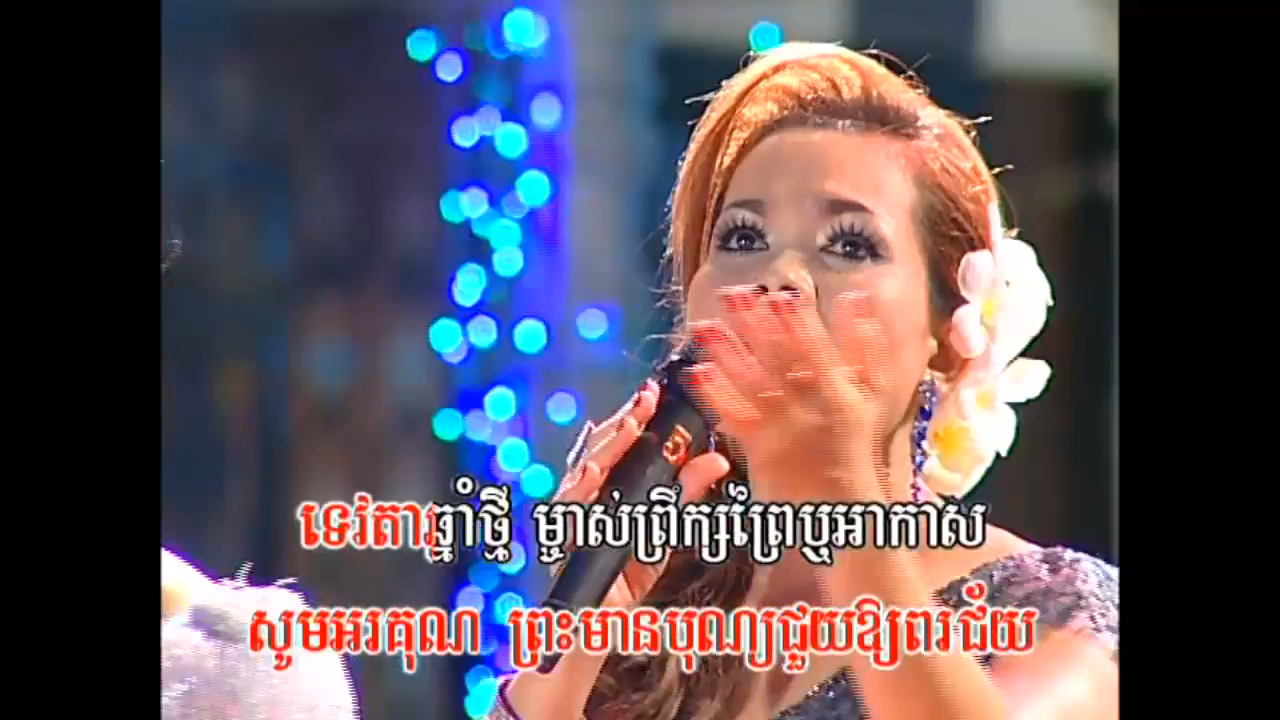 ទេវតាឆ្នាំថ្មី ម្ចាស់ព្រឹក្សព្រៃឬអាកាស
សូមអរគុណ ព្រះមានបុណ្យជួយឱ្យពរជ័យ